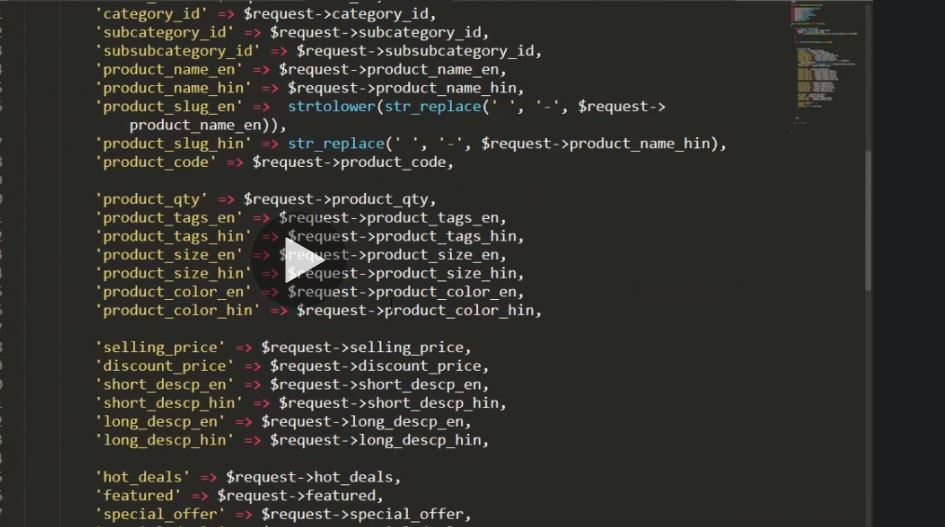 'category_id' => $request->category_id,
'subcategory_id' => $request->subcategory_id,
'subsubcategory_id' => $request->subsubcategory_id,
'product_name_en' => $request->product_name_en,
'product_name_hin' => $request->product_name_hin,
'product_slug_en' =>  strtolower(str_replace(' ', '-', $request->
product_name_en)),
'product_slug_hin' => str_replace(' ', '-', $request->product_name_hin),
'product_code' => $request->product_code,
'product_qty' => $request->product_qty,
'product_tags_en' => $request->product_tags_en,
'product_tags_hin' => $request->product_tags_hin,
'product_size_en' => $request->product_size_en,
'product_size_hin' => $request->product_size_hin,
'product_color_en' => $request->product_color_en,
'product_color_hin' => $request->product_color_hin,
'selling_price' => $request->selling_price,
'discount_price' => $request->discount_price,
'short_descp_en' => $request->short_descp_en,
'short_descp_hin' => $request->short_descp_hin,
'long_descp_en' => $request->long_descp_en,
'long_descp_hin' => $request->long_descp_hin,
'hot_deals' => $request->hot_deals,
'featured' => $request->featured,
'special_offer' => $request->special_offer,